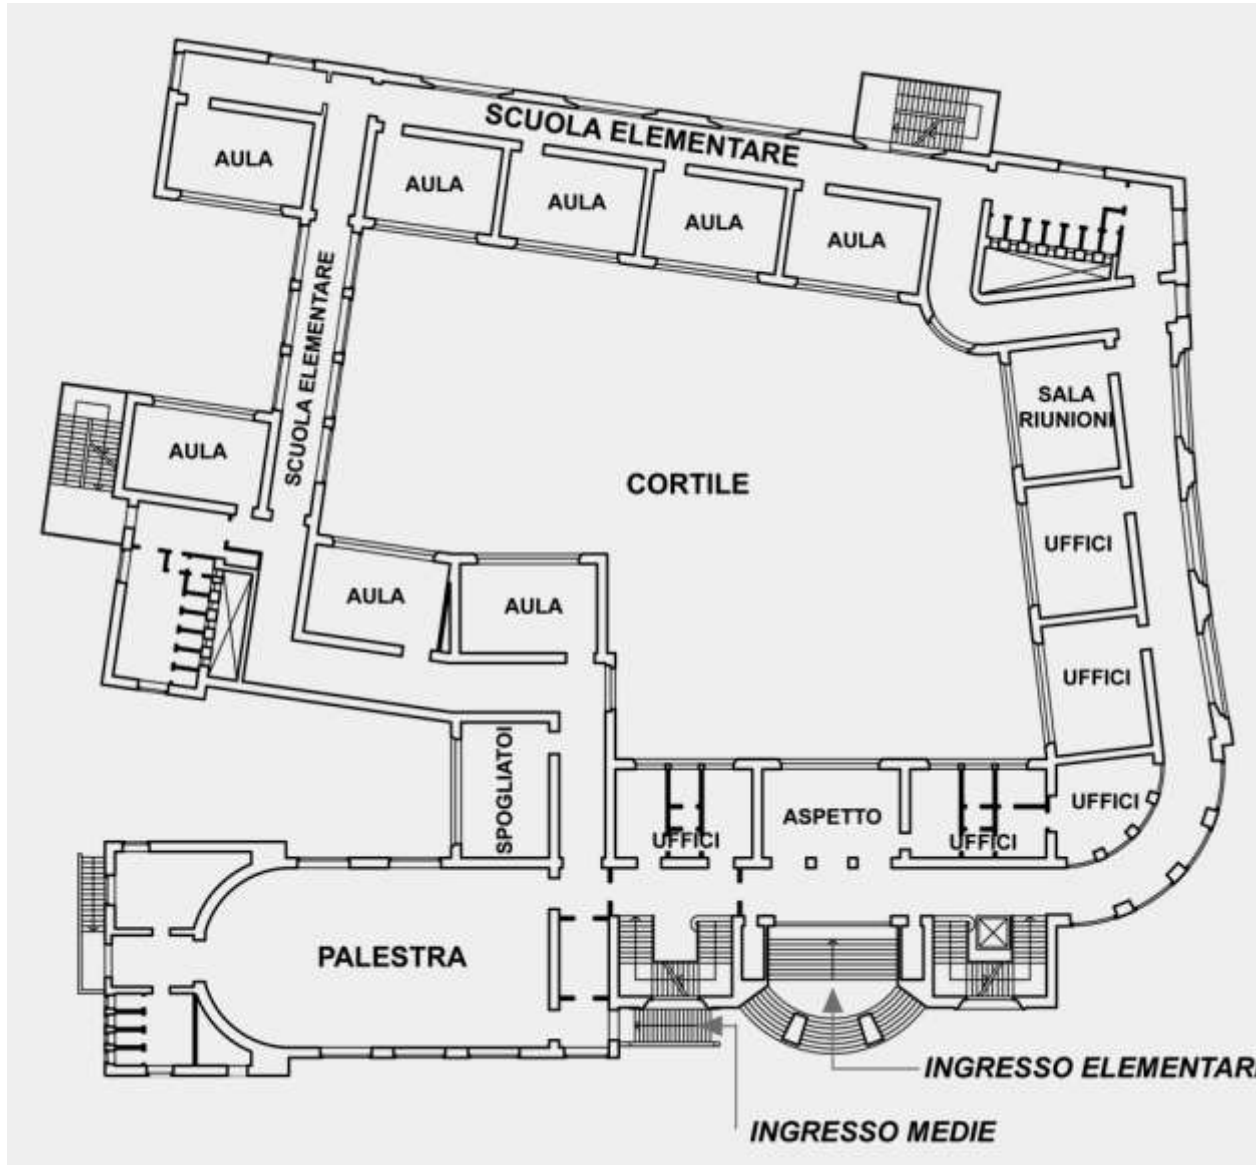 SCUOLA ELEMENTARE
AULA
AULA
AULA
AULA
AULA
SCUOLA ELEMENTARE
SALA
RIUNIONI
AULA
CORTILE
UFFICI
AULA
AULA
UFFICI
SPOGLIATOI
UFFICI
ASPETTO
UFFICI
UFFICI
PALESTRA
INGRESSO ELEMENTARI
INGRESSO MEDIE